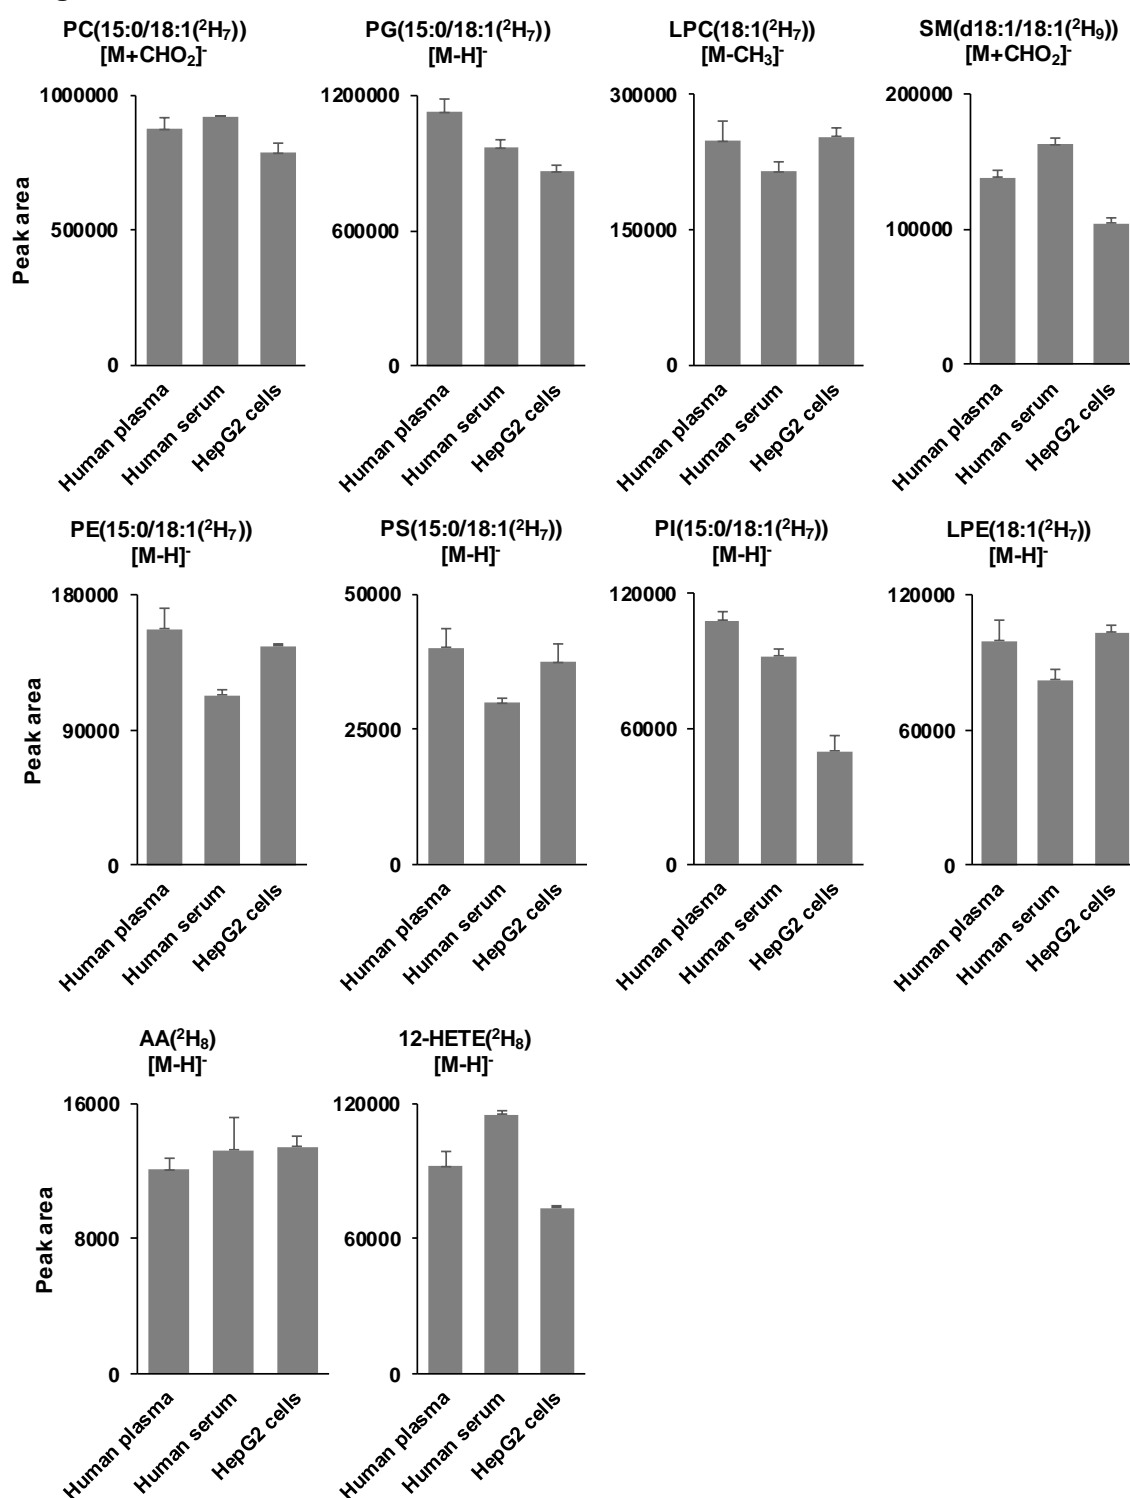 PC(15:0/18:1(²H₇))
[M+CHO₂]⁻
1000000
500000
0
Peak area
Human plasma
Human serum
HepG2 cells
PG(15:0/18:1(²H₇))
[M-H]⁻
1200000
600000
0
Human plasma
Human serum
HepG2 cells
LPC(18:1(²H₇))
[M-CH₃]⁻
300000
150000
0
Human plasma
Human serum
HepG2 cells
SM(d18:1/18:1(²H₉))
[M+CHO₂]⁻
200000
100000
0
Human plasma
Human serum
HepG2 cells
PE(15:0/18:1(²H₇))
[M-H]⁻
180000
90000
0
Peak area
Human plasma
Human serum
HepG2 cells
PS(15:0/18:1(²H₇))
[M-H]⁻
50000
25000
0
Human plasma
Human serum
HepG2 cells
PI(15:0/18:1(²H₇))
[M-H]⁻
120000
60000
0
Human plasma
Human serum
HepG2 cells
LPE(18:1(²H₇))
[M-H]⁻
120000
60000
0
Human plasma
Human serum
HepG2 cells
AA(²H₈)
[M-H]⁻
16000
8000
0
Peak area
Human plasma
Human serum
HepG2 cells
12-HETE(²H₈)
[M-H]⁻
120000
60000
0
Human plasma
Human serum
HepG2 cells